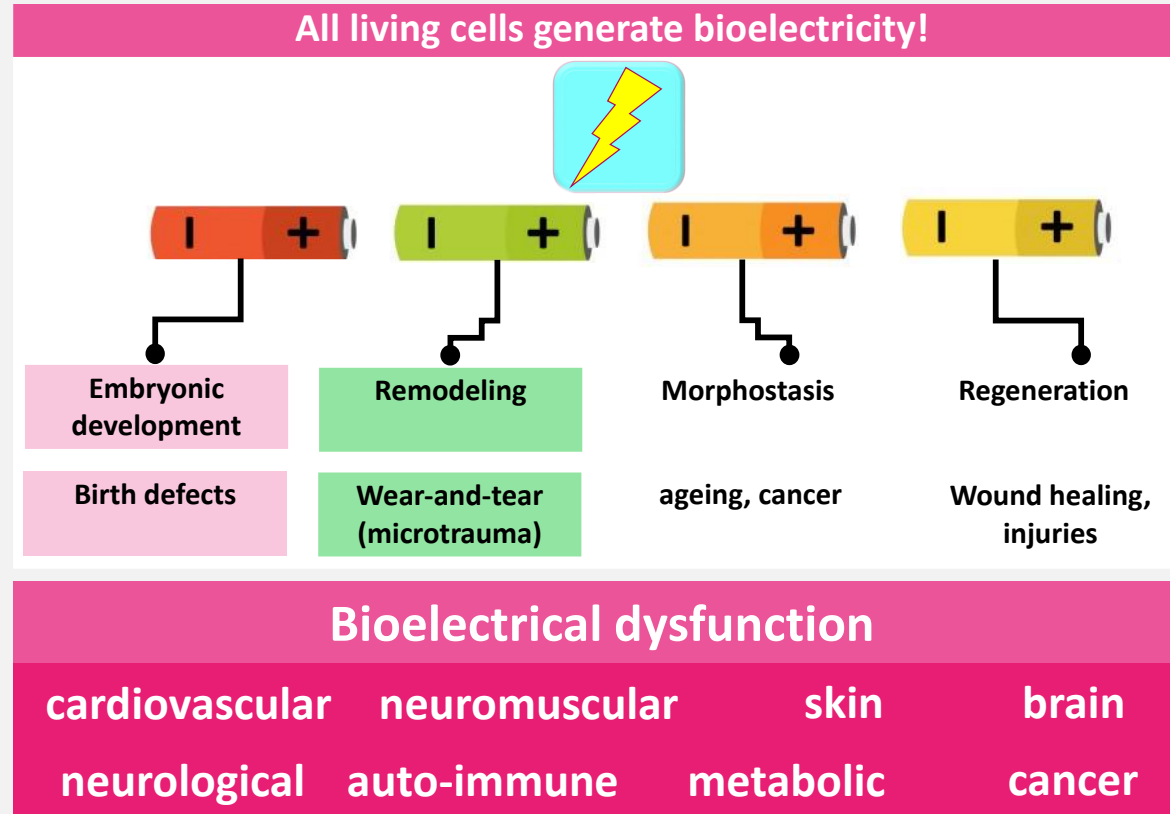 All living cells generate bioelectricity!
I +
I +
I +
I +
Embryonic
development
Remodeling
Morphostasis
Regeneration
Birth defects
Wear-and-tear
(microtrauma)
ageing, cancer
Wound healing,
injuries
Bioelectrical dysfunction
cardiovascular neuromuscular skin brain
neurological auto-immune metabolic cancer